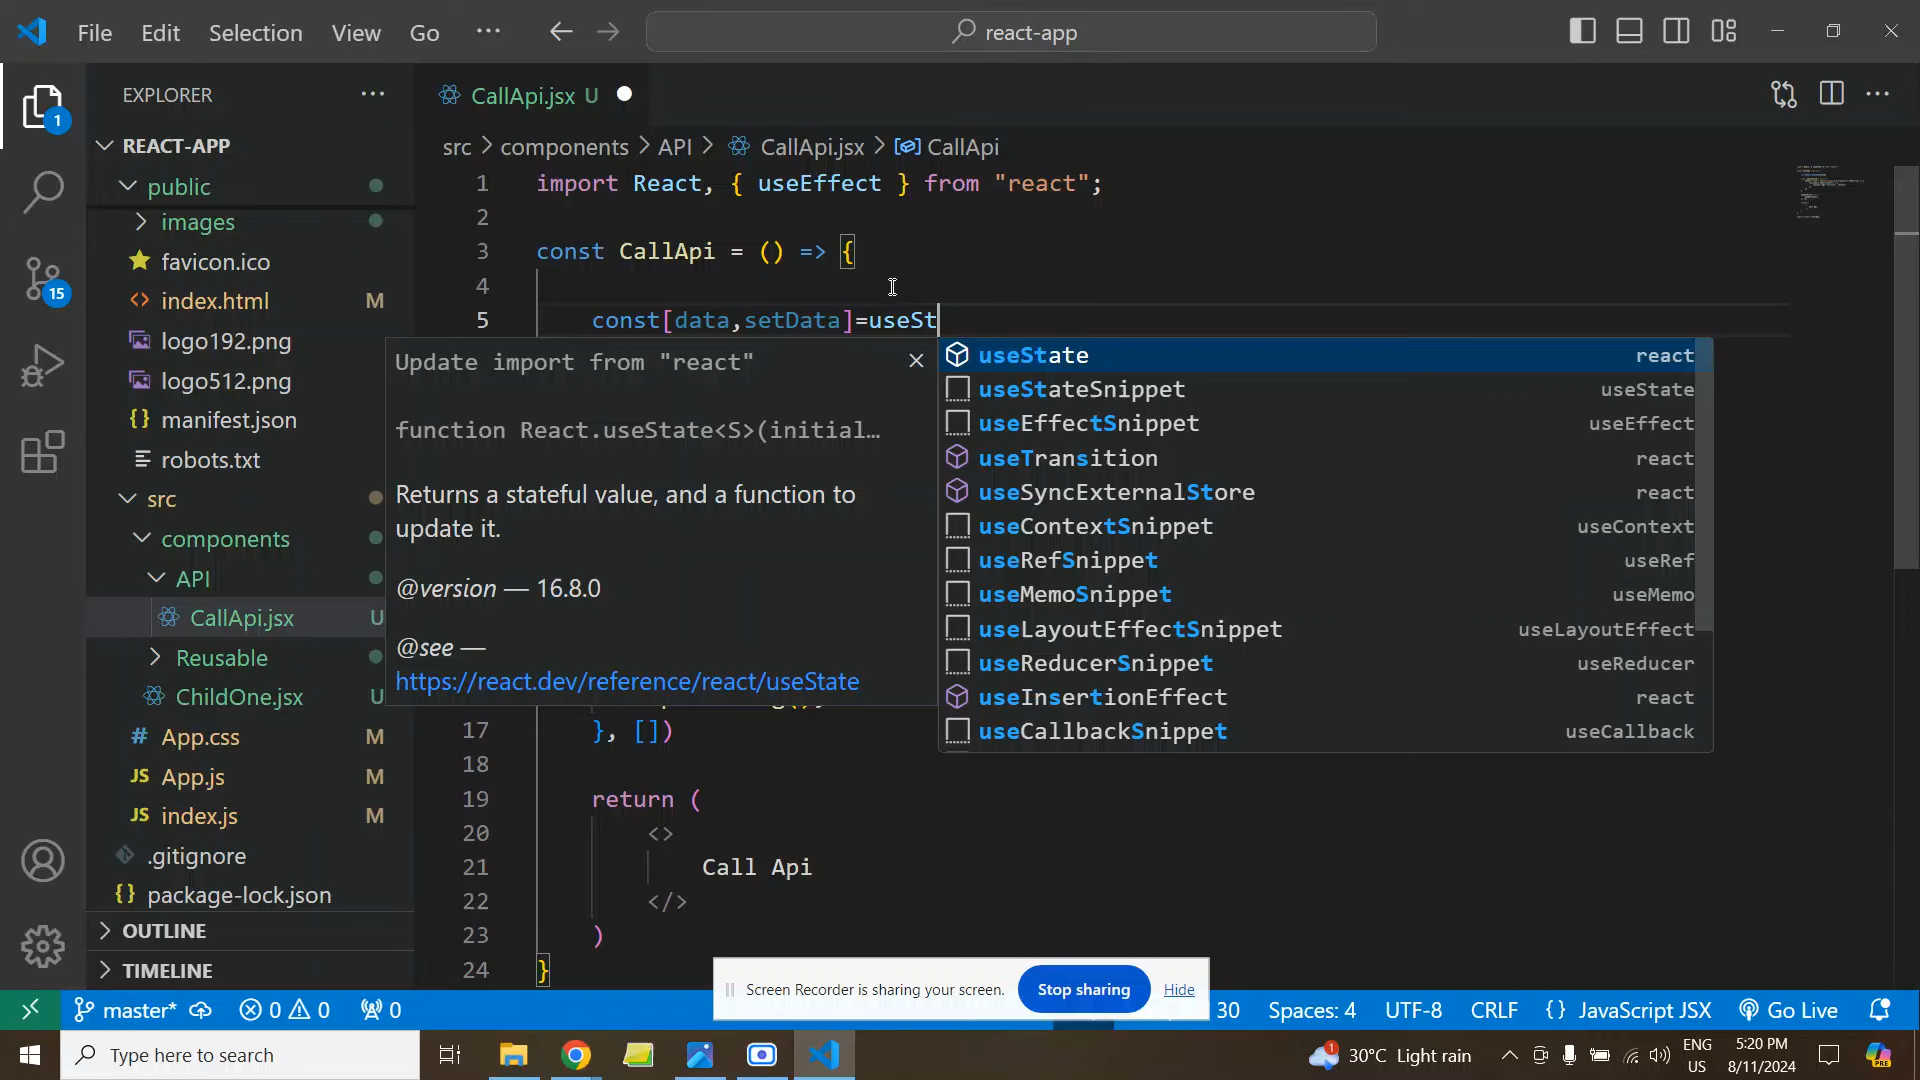 File Edit Selection View Go ··· react-app
EXPLORER ···
REACT-APP
public
images
favicon.ico
index.html M
logo192.png
logo512.png
manifest.json
robots.txt
src
components
API
CallApi.jsx U
Reusable
ChildOne.jsx U
App.css M
App.js M
index.js M
.gitignore
package-lock.json
OUTLINE
TIMELINE
1
15
CallApi.jsx U
src > components > API > CallApi.jsx > CallApi
1 import React, { useEffect } from "react";
2
3 const CallApi = () => {
4
5 const[data,setData]=useSt
Update import from "react"
function React.useState<S>(initial…
Returns a stateful value, and a function to
update it.
@version — 16.8.0
@see —
https://react.dev/reference/react/useState
useState react
useStateSnippet useState
useEffectSnippet useEffect
useTransition react
useSyncExternalStore react
useContextSnippet useContext
useRefSnippet useRef
useMemoSnippet useMemo
useLayoutEffectSnippet useLayoutEffect
useReducerSnippet useReducer
useInsertionEffect react
useCallbackSnippet useCallback
17 }, [])
18
19 return (
20 <>
21 Call Api
22 </>
23 )
24 }
Screen Recorder is sharing your screen. Stop sharing Hide
master* 0 0 0 30 Spaces: 4 UTF-8 CRLF {} JavaScript JSX Go Live
Type here to search
1 30°C Light rain
ENG
US
5:20 PM
8/11/2024
PRE